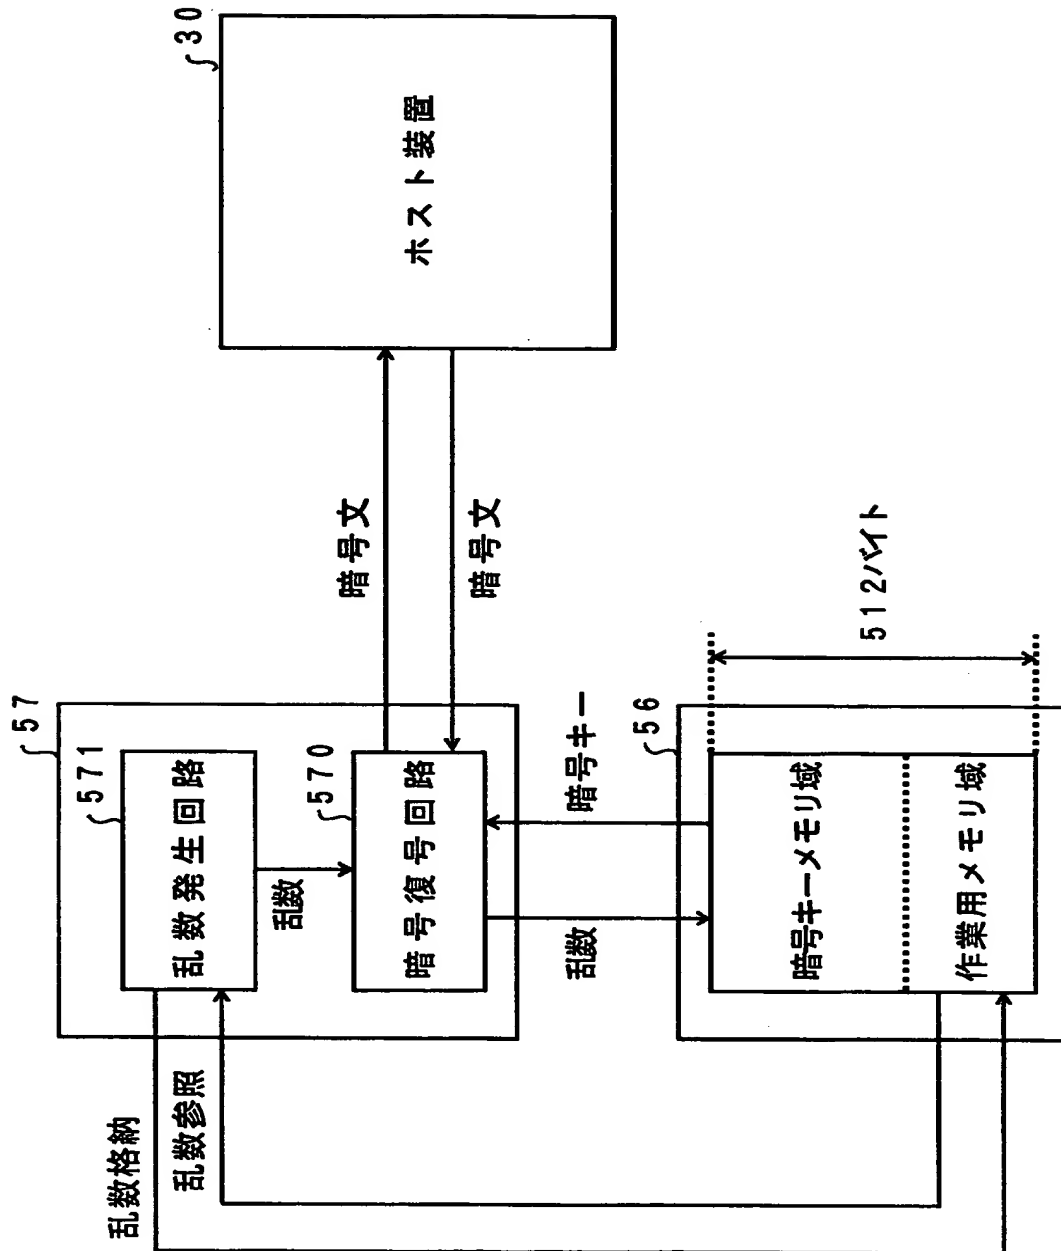 乱数格納
乱数参照
57
571
乱数発生回路
乱数
570
暗号復号回路
暗号文
暗号文
30
ホスト装置
乱数
暗号キー
56
暗号キーメモリ域
作業用メモリ域
512バイト